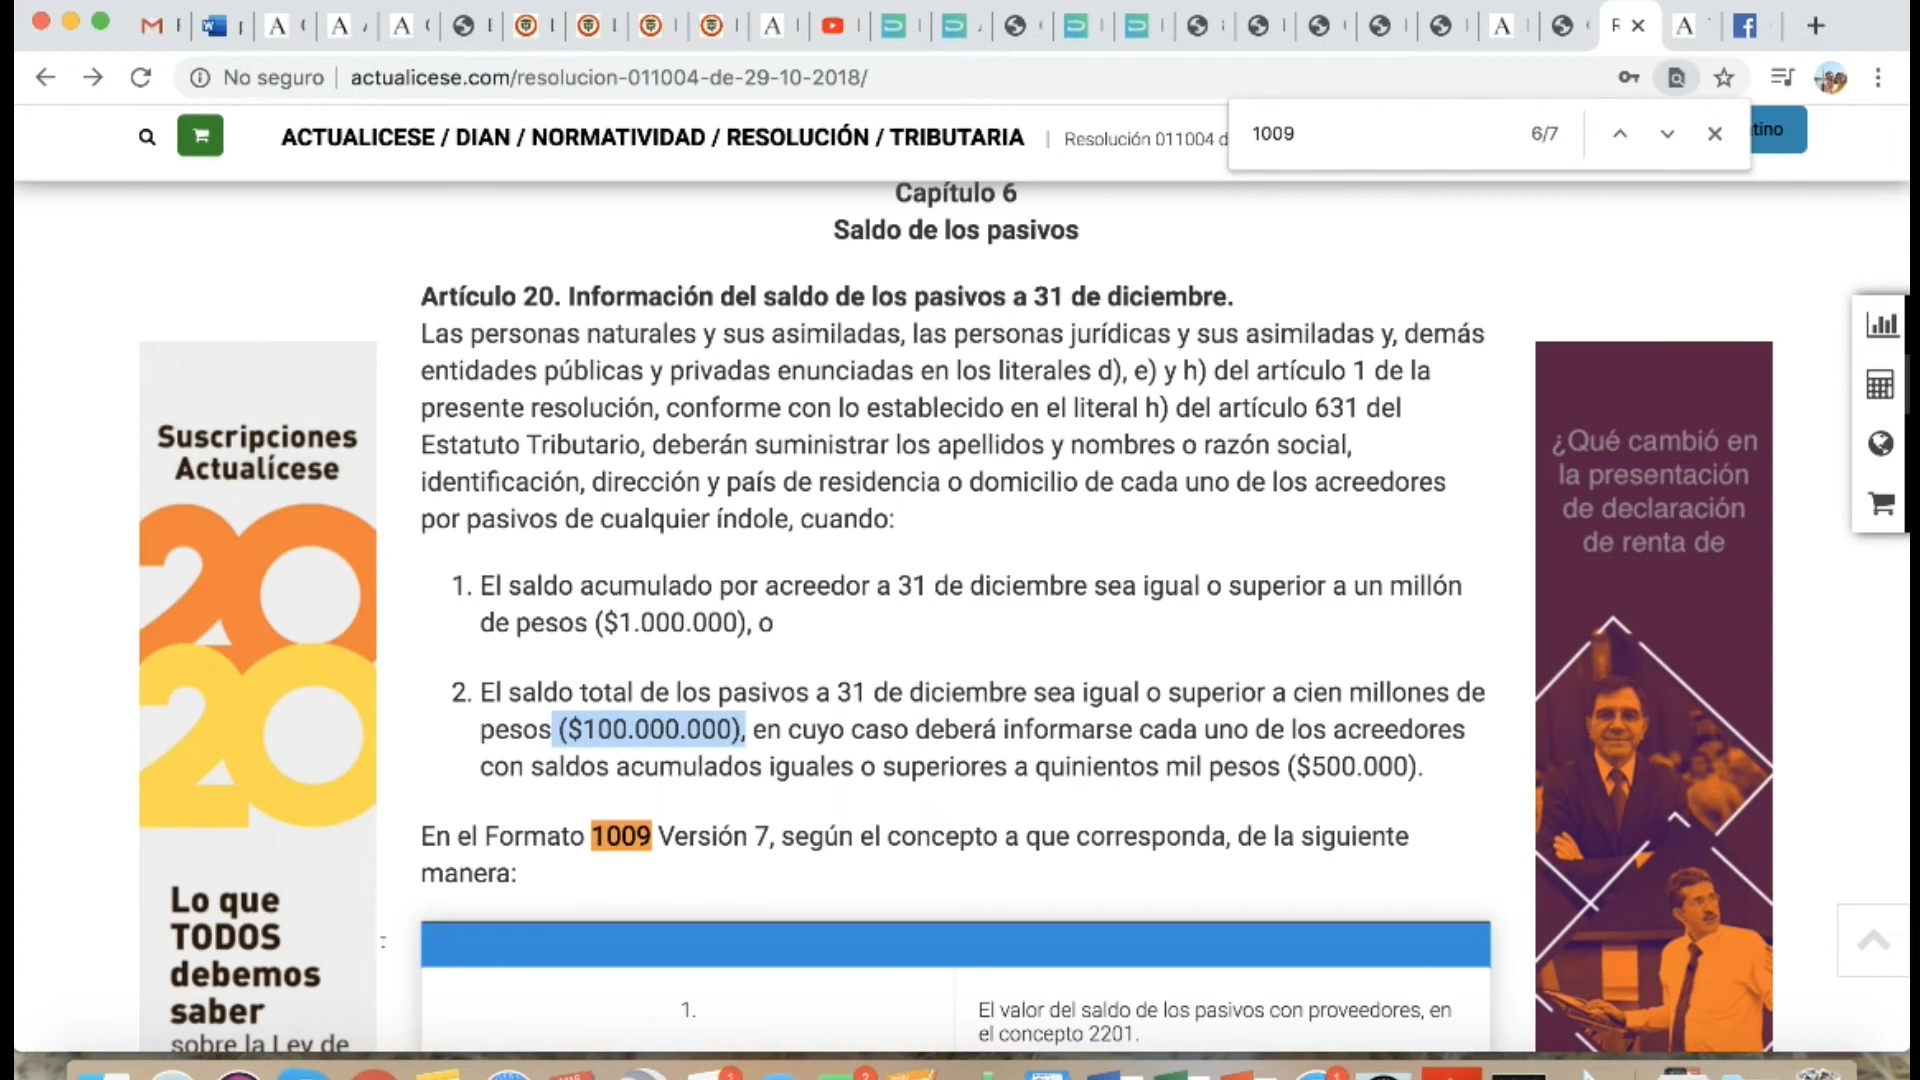 No seguro
actualicese.com/resolucion-011004-de-29-10-2018/
1009
6/7
ACTUALICESE / DIAN / NORMATIVIDAD / RESOLUCIÓN / TRIBUTARIA
Resolución 011004 d
tino
Capítulo 6
Saldo de los pasivos
Artículo 20. Información del saldo de los pasivos a 31 de diciembre.
Las personas naturales y sus asimiladas, las personas jurídicas y sus asimiladas y, demás
entidades públicas y privadas enunciadas en los literales d), e) y h) del artículo 1 de la
presente resolución, conforme con lo establecido en el literal h) del artículo 631 del
Estatuto Tributario, deberán suministrar los apellidos y nombres o razón social,
identificación, dirección y país de residencia o domicilio de cada uno de los acreedores
por pasivos de cualquier índole, cuando:
1. El saldo acumulado por acreedor a 31 de diciembre sea igual o superior a un millón
de pesos ($1.000.000), o
2. El saldo total de los pasivos a 31 de diciembre sea igual o superior a cien millones de
pesos ($100.000.000), en cuyo caso deberá informarse cada uno de los acreedores
con saldos acumulados iguales o superiores a quinientos mil pesos ($500.000).
En el Formato 1009 Versión 7, según el concepto a que corresponda, de la siguiente
manera:
1.
El valor del saldo de los pasivos con proveedores, en
el concepto 2201.
Suscripciones
Actualícese
20
20
Lo que
TODOS
debemos
saber
sobre la Ley de
¿Qué cambió en
la presentación
de declaración
de renta de